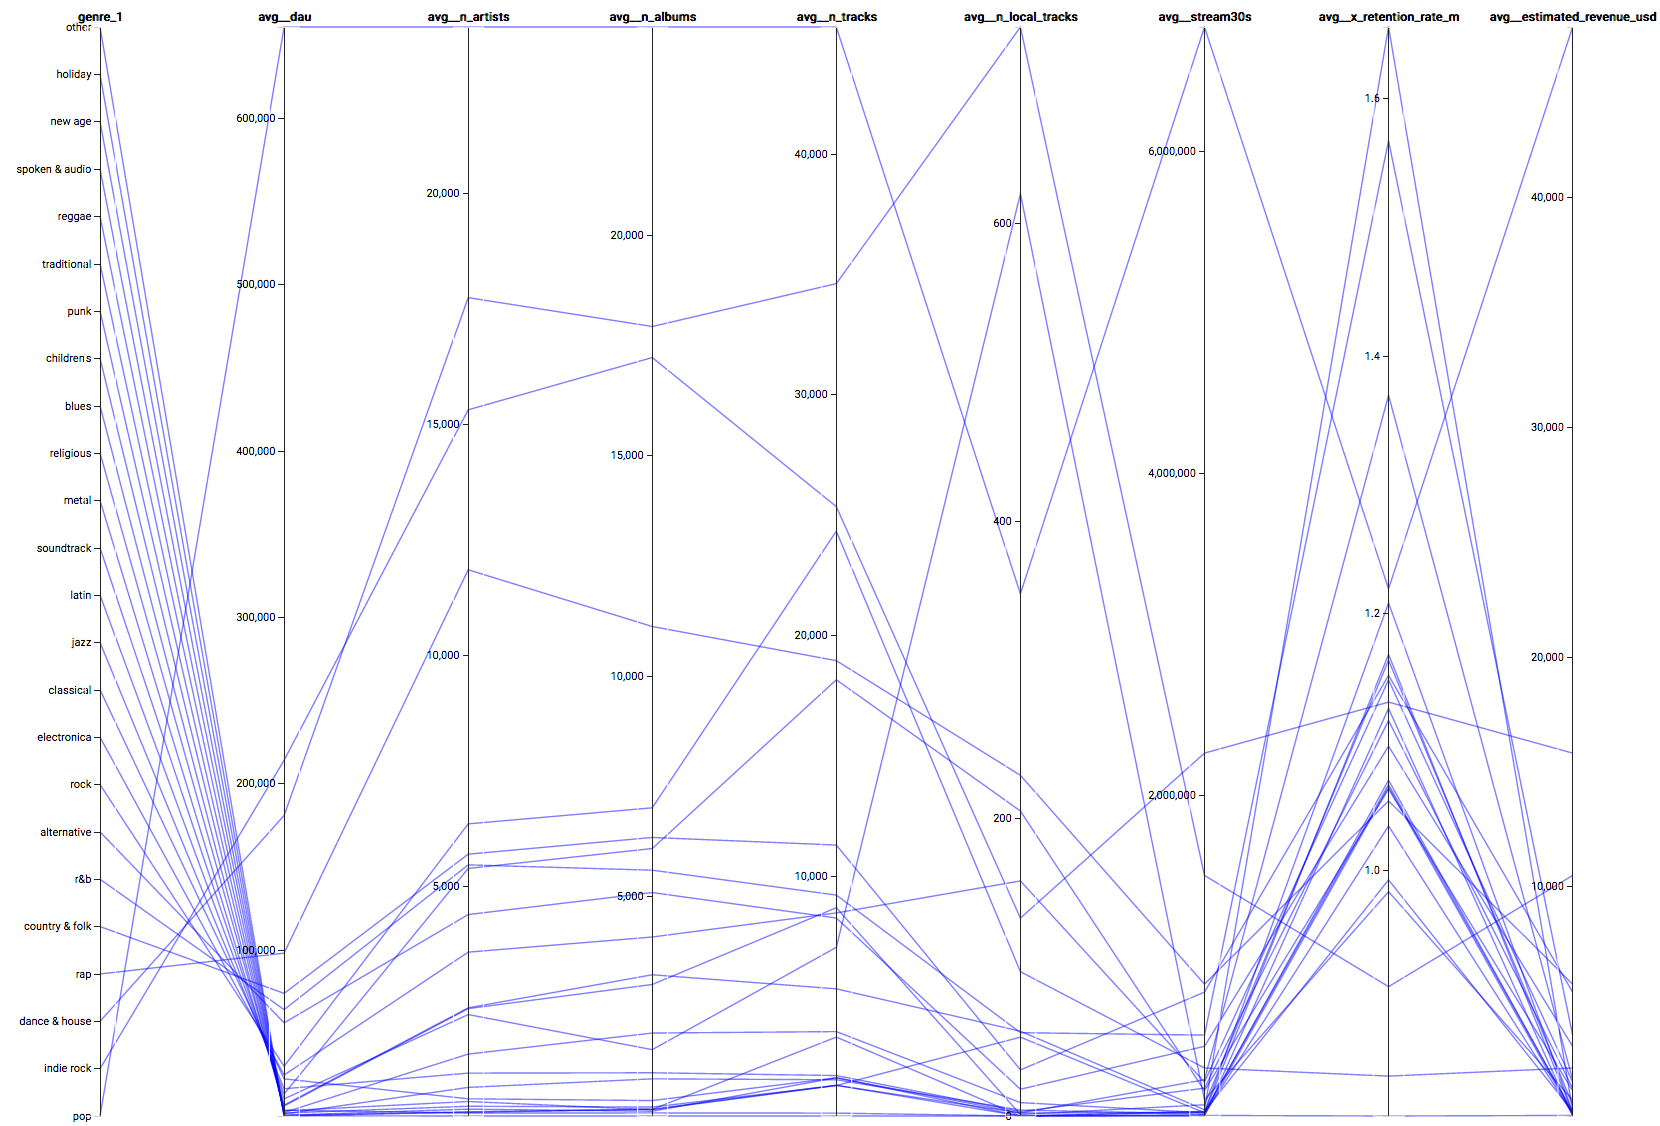 genre_1
avg__dau
avg__n_artists
avg__n_albums
avg__n_tracks
avg__n_local_tracks
avg__stream30s
avg__x_retention_rate_m
avg__estimated_revenue_usd
other
holiday
new age
spoken & audio
reggae
traditional
punk
children's
blues
religious
metal
soundtrack
latin
jazz
classical
electronica
rock
alternative
r&b
country & folk
rap
dance & house
indie rock
pop
600,000
500,000
400,000
300,000
200,000
100,000
20,000
15,000
10,000
5,000
20,000
15,000
10,000
5,000
40,000
30,000
20,000
10,000
600
400
200
0
6,000,000
4,000,000
2,000,000
1.6
1.4
1.2
1.0
40,000
30,000
20,000
10,000